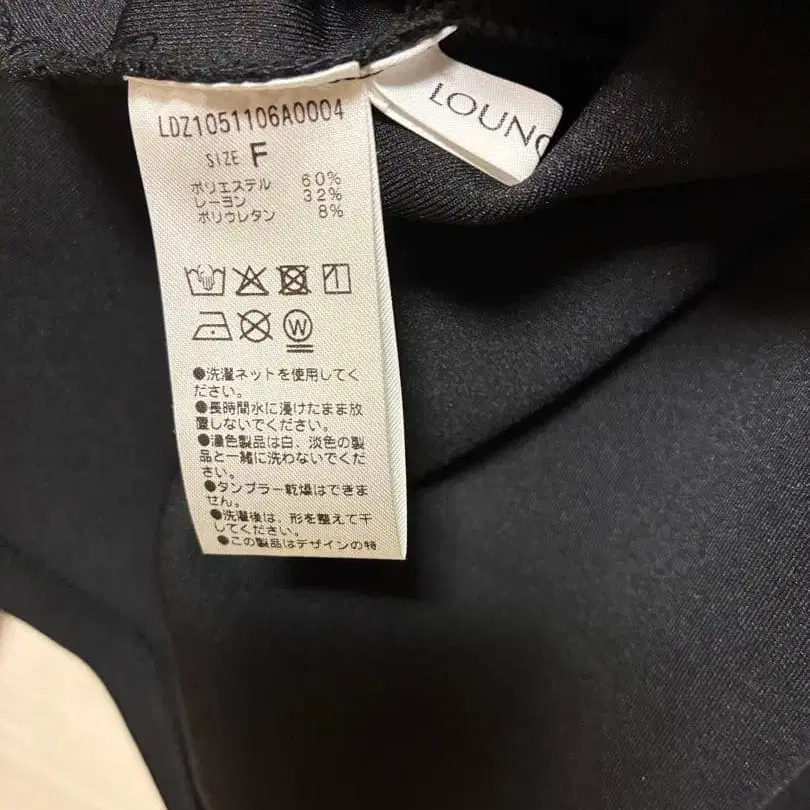 LOUNG
LDZ1051106A0004
SIZE F
ポリエステル 60%
レーヨン 32%
ポリウレタン 8%
W
●洗濯ネットを使用してく
ださい。
●長時間水に浸けたまま放
置しないでください。
●濃色製品は白、淡色の製
品と一緒に洗わないでくだ
さい。
●タンブラー乾燥はできま
せん。
●洗濯後は、形を整えて干
してください。
●この製品はデザインの特